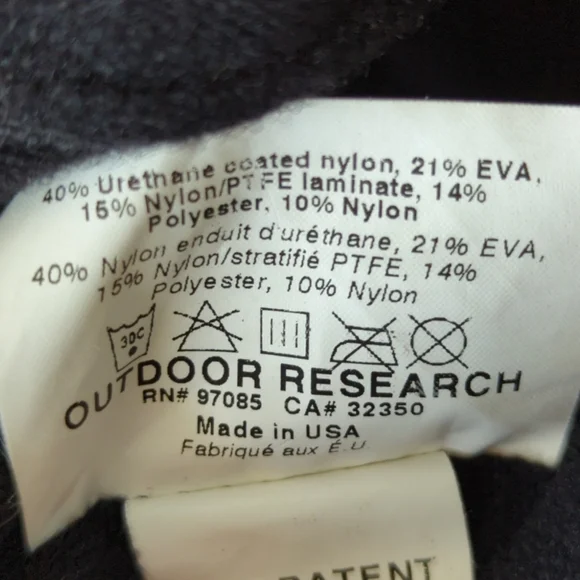 40% Urethane coated nylon, 21% EVA,
15% Nylon/PTFE laminate, 14%
Polyester, 10% Nylon
40% Nylon enduit d'uréthane, 21% EVA,
15% Nylon/stratifié PTFE, 14%
Polyester, 10% Nylon
30C
OUTDOOR RESEARCH
RN# 97085 CA# 32350
Made in USA
Fabriqué aux É.U.
PATENT